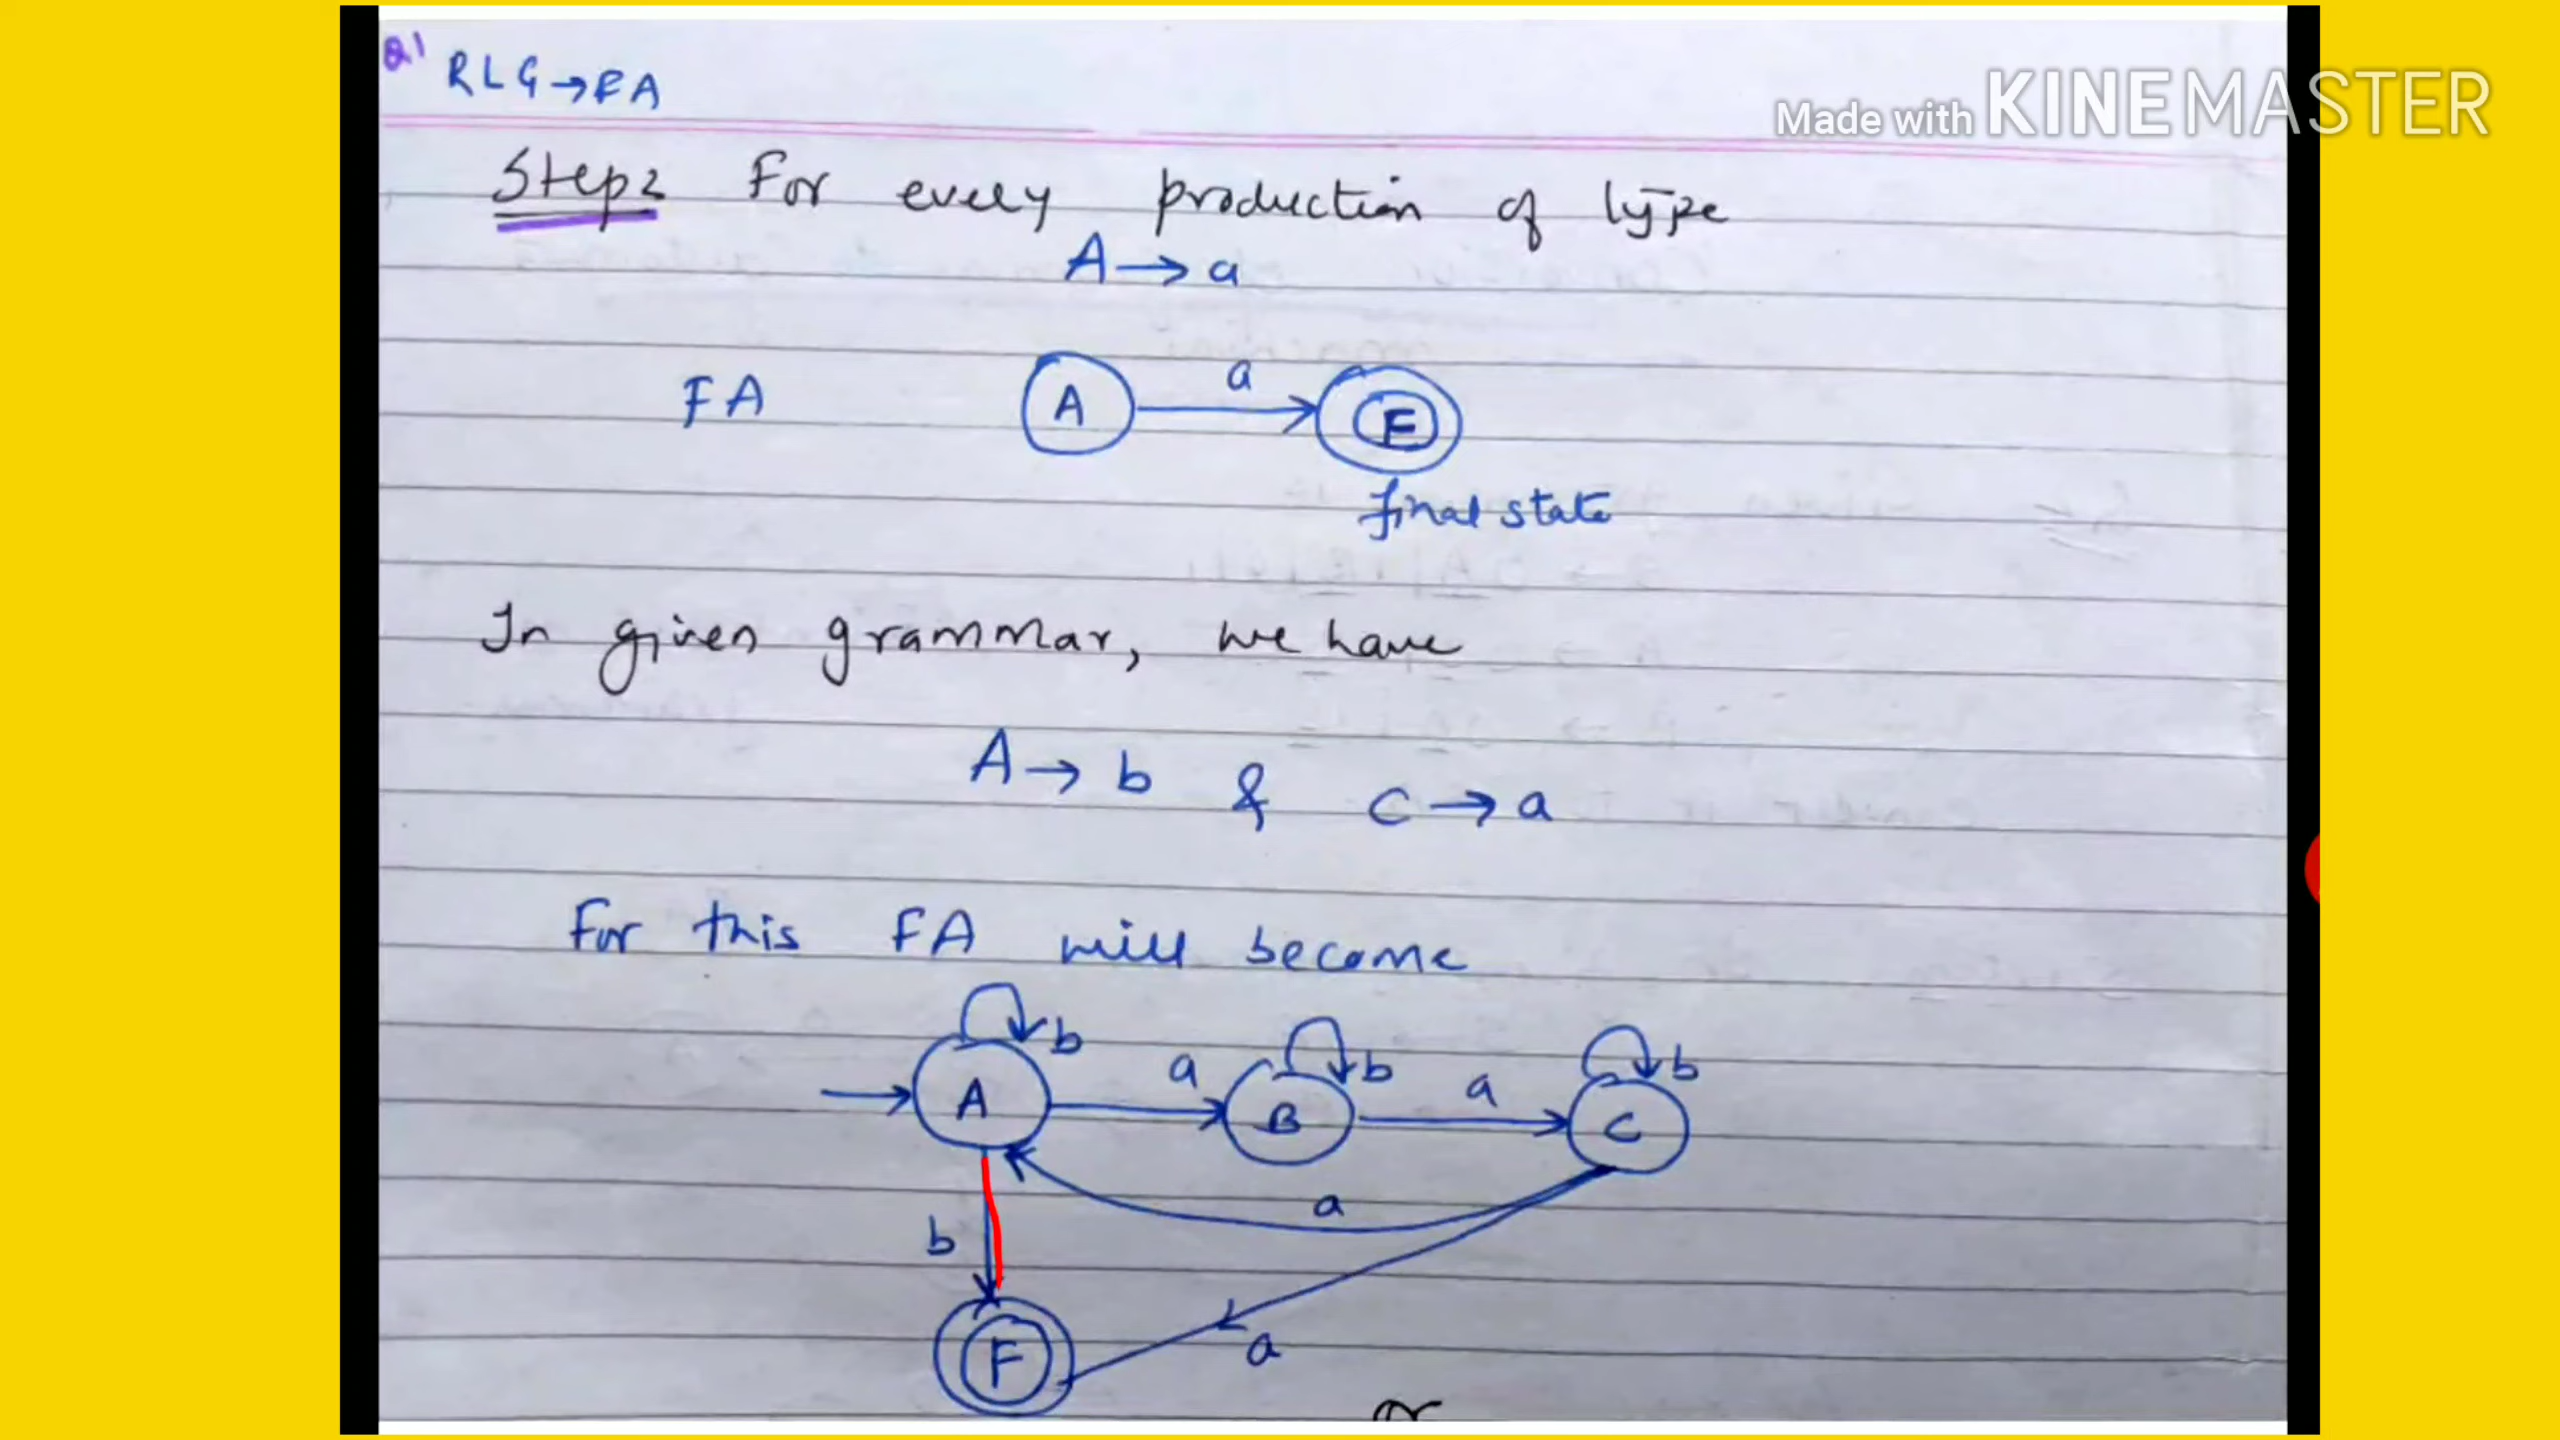 Q1
RLG→FA
Made with KINEMASTER
Step2 For every production of type
A→a
FA A a F
final state
In given grammar, we have
A→b & C→a
For this FA will become
b b b
A a B a C
a
b
F a
or